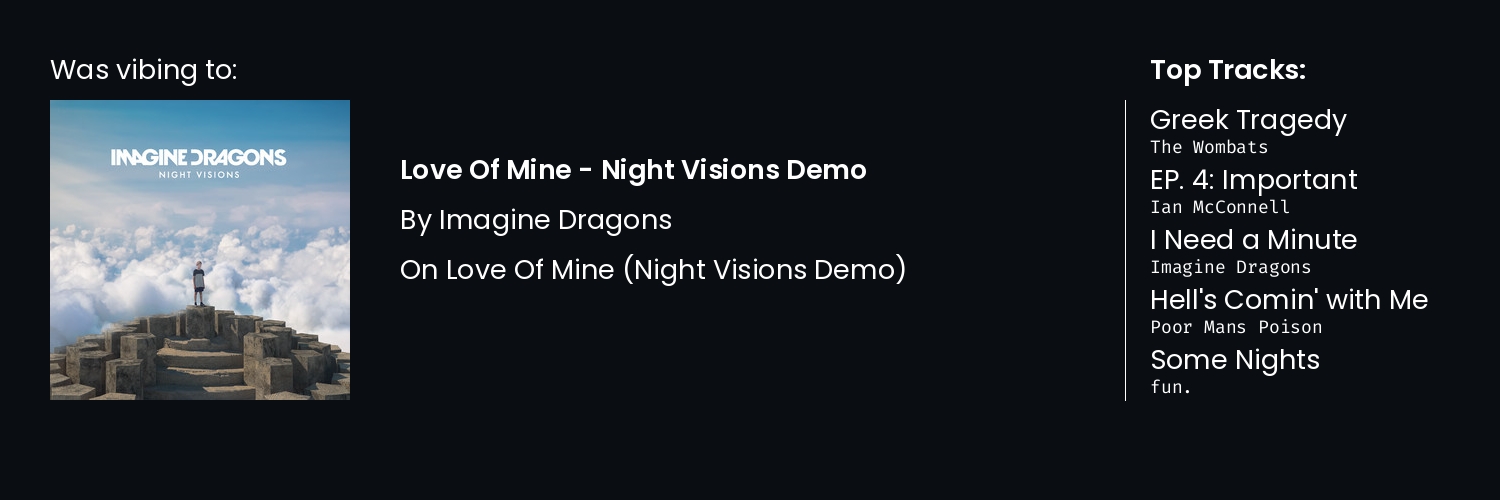 Was vibing to:
IMAGINE DRAGONS
NIGHT VISIONS
Love Of Mine - Night Visions Demo
By Imagine Dragons
On Love Of Mine (Night Visions Demo)
Top Tracks:
Greek Tragedy
The Wombats
EP. 4: Important
Ian McConnell
I Need a Minute
Imagine Dragons
Hell's Comin' with Me
Poor Mans Poison
Some Nights
fun.